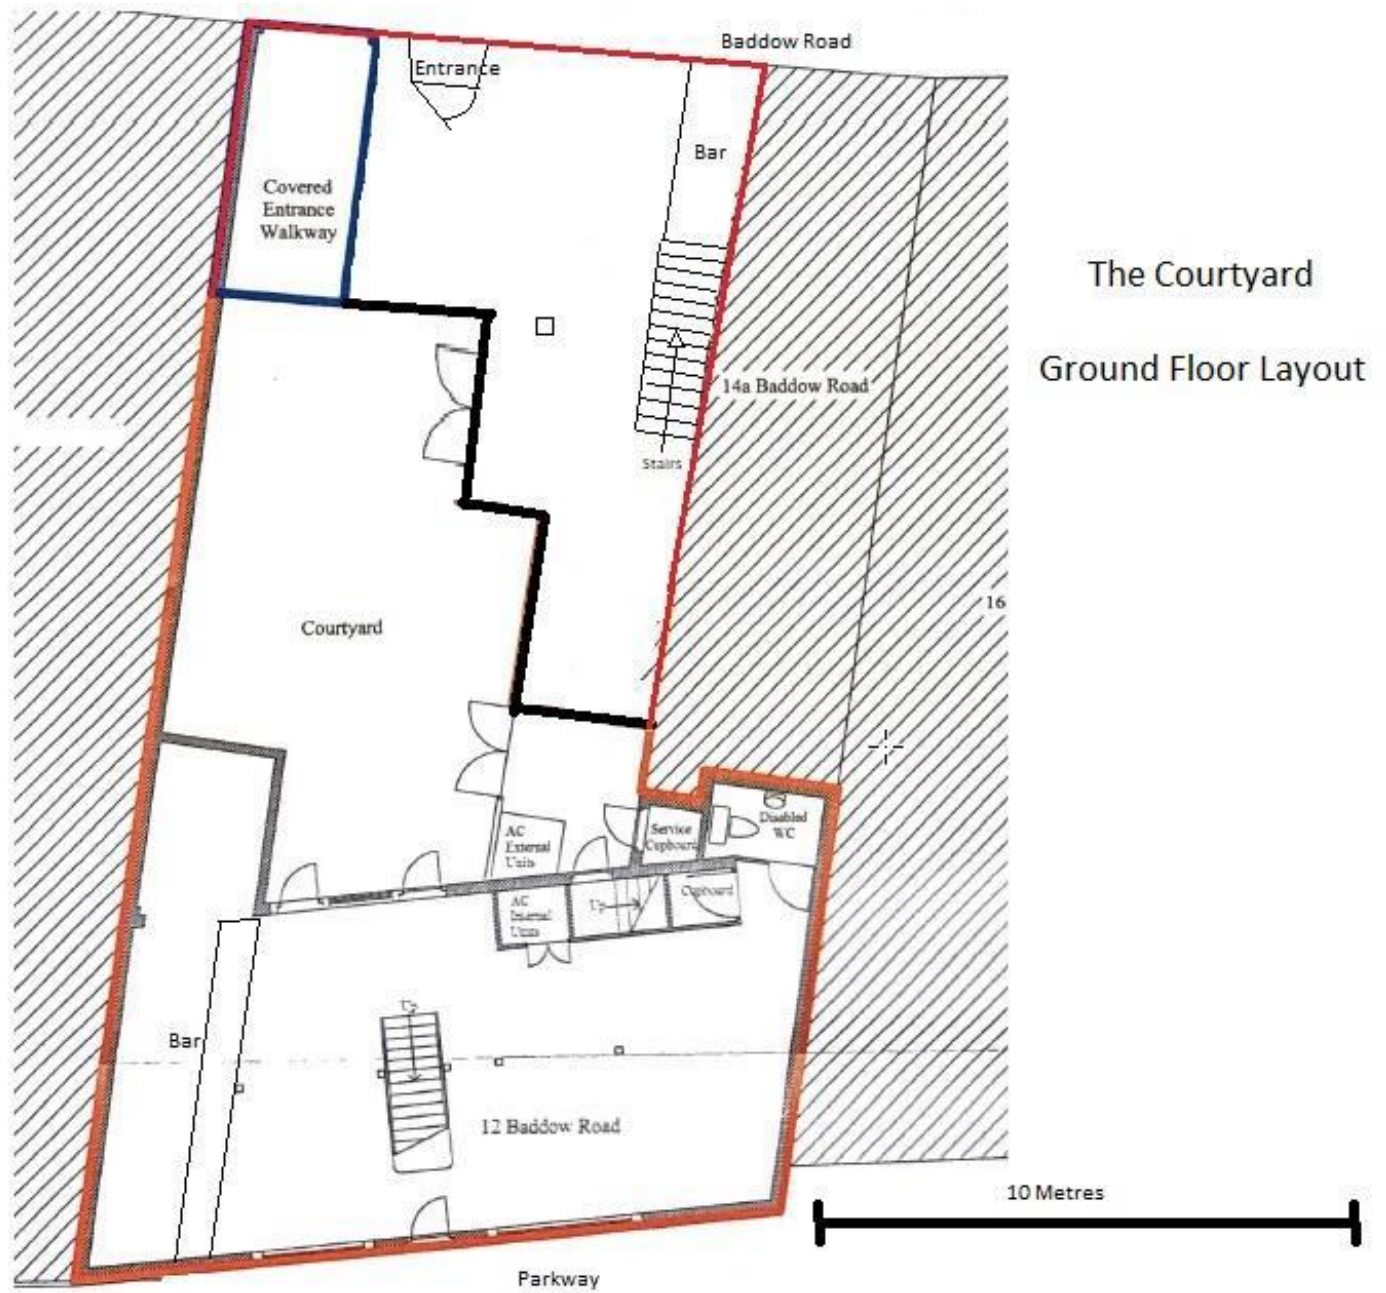 Baddow Road
Entrance
Bar
Covered
Entrance
Walkway
The Courtyard
Ground Floor Layout
14a Baddow Road
Stairs
16
Courtyard
AC
External
Units
Service
Cupboard
Disabled
WC
AC
Internal
Units
Up
Cupboard
Up
Bar
12 Baddow Road
10 Metres
Parkway